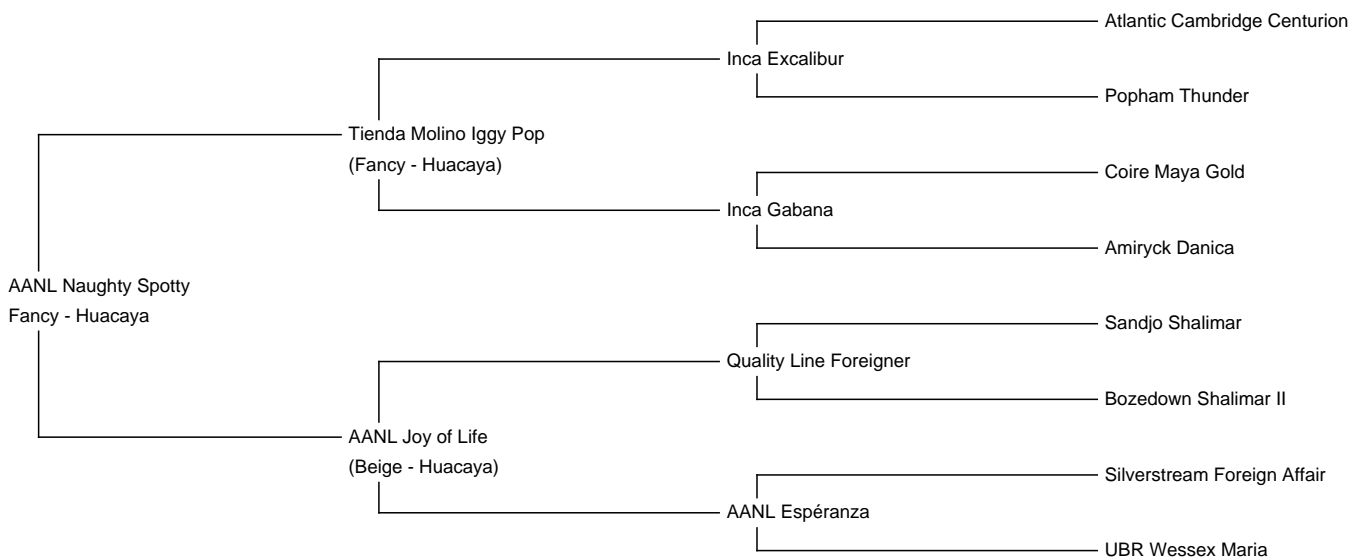 Atlantic Cambridge Centurion
Inca Excalibur
Popham Thunder
Tienda Molino Iggy Pop
(Fancy - Huacaya)
Coire Maya Gold
Inca Gabana
Amiryck Danica
AANL Naughty Spotty
Fancy - Huacaya
Sandjo Shalimar
Quality Line Foreigner
Bozedown Shalimar II
AANL Joy of Life
(Beige - Huacaya)
Silverstream Foreign Affair
AANL Espéranza
UBR Wessex Maria